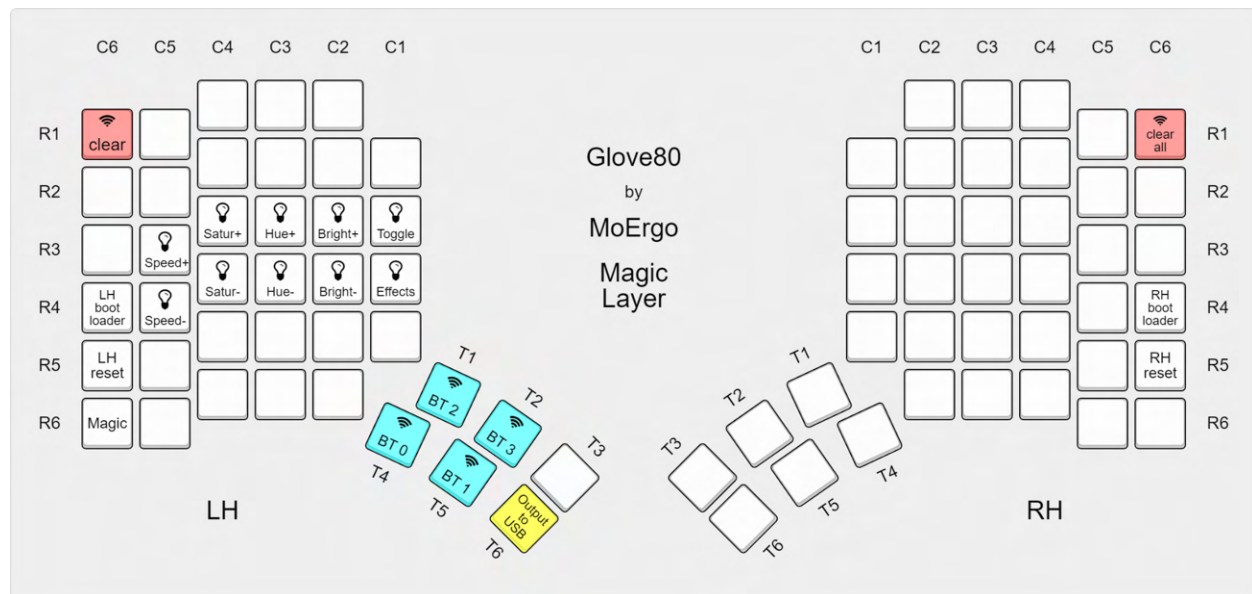 C6 C5 C4 C3 C2 C1
C1 C2 C3 C4 C5 C6
R1
clear
clear
all
R1
Glove80
by
MoErgo
Magic
Layer
R2
R2
Satur+ Hue+ Bright+ Toggle
R3
Speed+
R3
Satur- Hue- Bright- Effects
R4
LH
boot
loader
Speed-
RH
boot
loader
R4
R5
LH
reset
RH
reset
R5
R6
Magic
R6
T1
BT 2
T2
BT 3
T3
BT 0
T4
BT 1
T5
Output
to
USB
T6
T1
T2
T3
T4
T5
T6
LH
RH